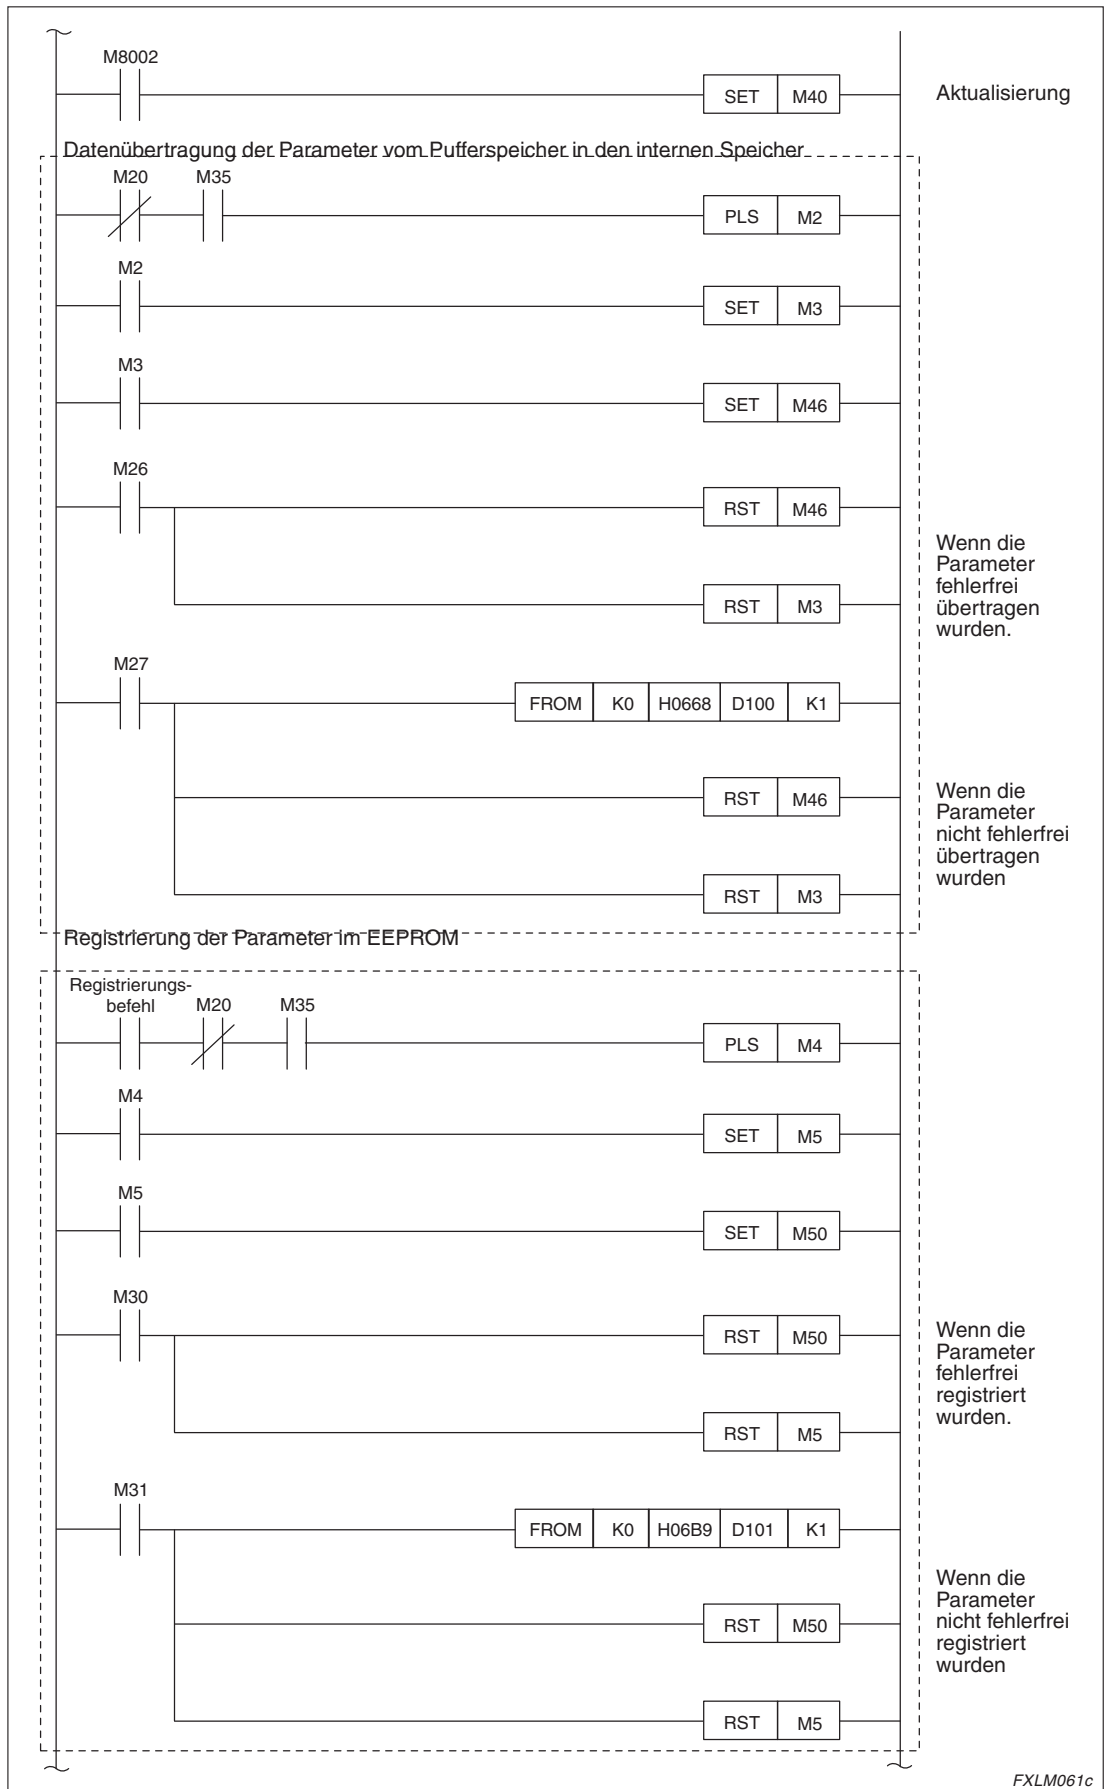 M8002
SET M40
Aktualisierung
Datenübertragung der Parameter vom Pufferspeicher in den internen Speicher
M20 M35
PLS M2
M2
SET M3
M3
SET M46
M26
RST M46
Wenn die
Parameter
fehlerfrei
übertragen
wurden.
RST M3
M27
FROM K0 H0668 D100 K1
RST M46
Wenn die
Parameter
nicht fehlerfrei
übertragen
wurden
RST M3
Registrierung der Parameter im EEPROM
Registrierungs-
befehl M20 M35
PLS M4
M4
SET M5
M5
SET M50
M30
RST M50
Wenn die
Parameter
fehlerfrei
registriert
wurden.
RST M5
M31
FROM K0 H06B9 D101 K1
RST M50
Wenn die
Parameter
nicht fehlerfrei
registriert
wurden
RST M5
FXLM061c